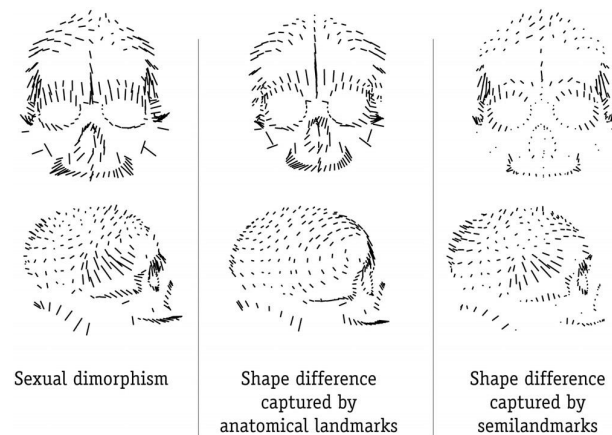 Sexual dimorphism
Shape difference
captured by
anatomical landmarks
Shape difference
captured by
semilandmarks